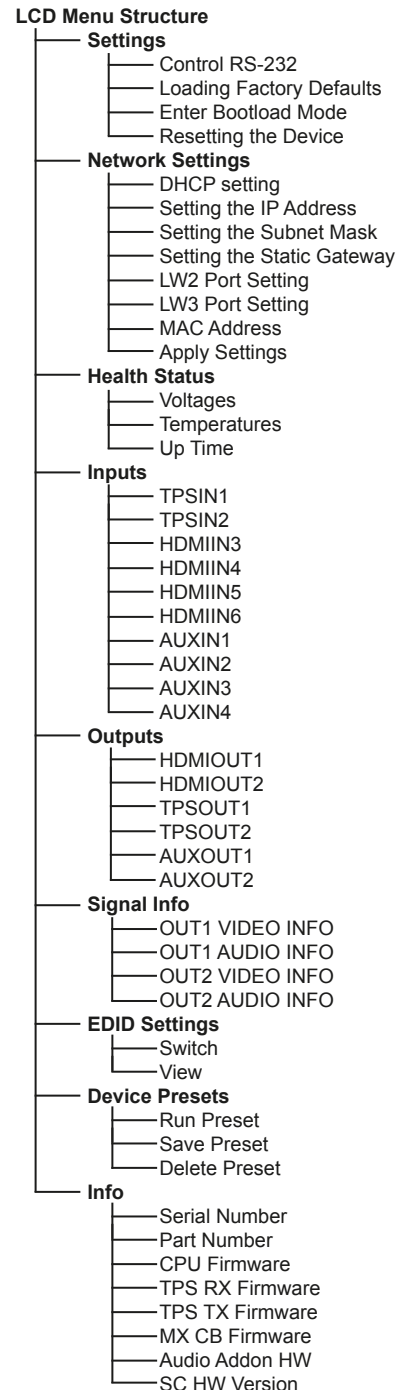 LCD Menu Structure
Settings
Control RS-232
Loading Factory Defaults
Enter Bootload Mode
Resetting the Device
Network Settings
DHCP setting
Setting the IP Address
Setting the Subnet Mask
Setting the Static Gateway
LW2 Port Setting
LW3 Port Setting
MAC Address
Apply Settings
Health Status
Voltages
Temperatures
Up Time
Inputs
TPSIN1
TPSIN2
HDMIIN3
HDMIIN4
HDMIIN5
HDMIIN6
AUXIN1
AUXIN2
AUXIN3
AUXIN4
Outputs
HDMIOUT1
HDMIOUT2
TPSOUT1
TPSOUT2
AUXOUT1
AUXOUT2
Signal Info
OUT1 VIDEO INFO
OUT1 AUDIO INFO
OUT2 VIDEO INFO
OUT2 AUDIO INFO
EDID Settings
Switch
View
Device Presets
Run Preset
Save Preset
Delete Preset
Info
Serial Number
Part Number
CPU Firmware
TPS RX Firmware
TPS TX Firmware
MX CB Firmware
Audio Addon HW
SC HW Version